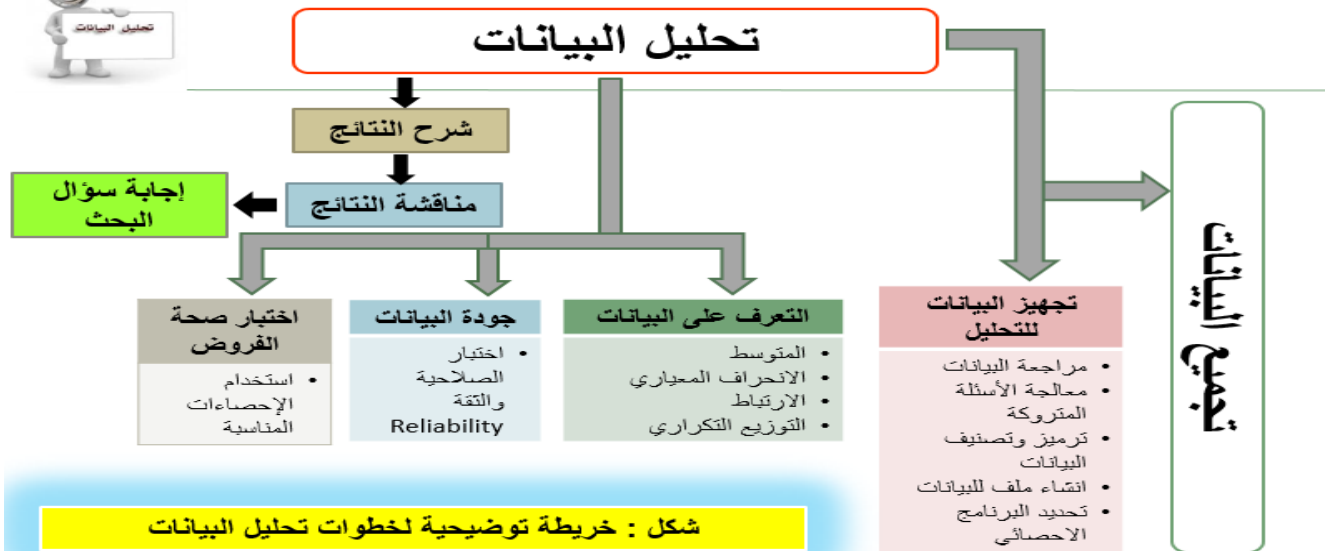 تحليل البيانات
تحليل البيانات
شرح النتائج
مناقشة النتائج
إجابة سؤال
البحث
تجميع البيانات
تجهيز البيانات
للتحليل
• مراجعة البيانات
• معالجة الأسئلة
المتروكة
• ترميز وتصنيف
البيانات
• انشاء ملف للبيانات
• تحديد البرنامج
الاحصائي
التعرف على البيانات
• المتوسط
• الانحراف المعياري
• الارتباط
• التوزيع التكراري
جودة البيانات
• اختبار
الصلاحية
والثقة
Reliability
اختبار صحة
الفروض
• استخدام
الإحصاءات
المناسبة
شكل : خريطة توضيحية لخطوات تحليل البيانات